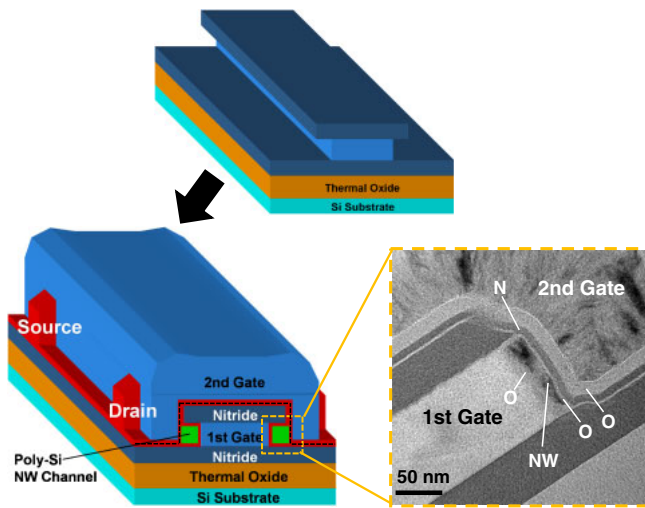 Thermal Oxide
Si Substrate
Source
Drain
2nd Gate
Nitride
1st Gate
Nitride
Thermal Oxide
Si Substrate
Poly-Si
NW Channel
N
2nd Gate
O
1st Gate
NW
O
O
50 nm